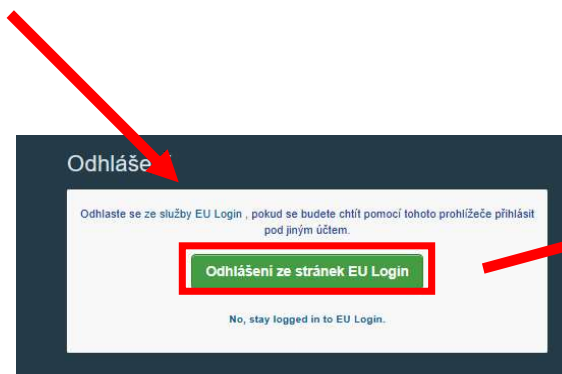 Odhláše
Odhlaste se ze služby EU Login , pokud se budete chtít pomocí tohoto prohlížeče přihlásit
pod jiným účtem.
Odhlášení ze stránek EU Login
No, stay logged in to EU Login.